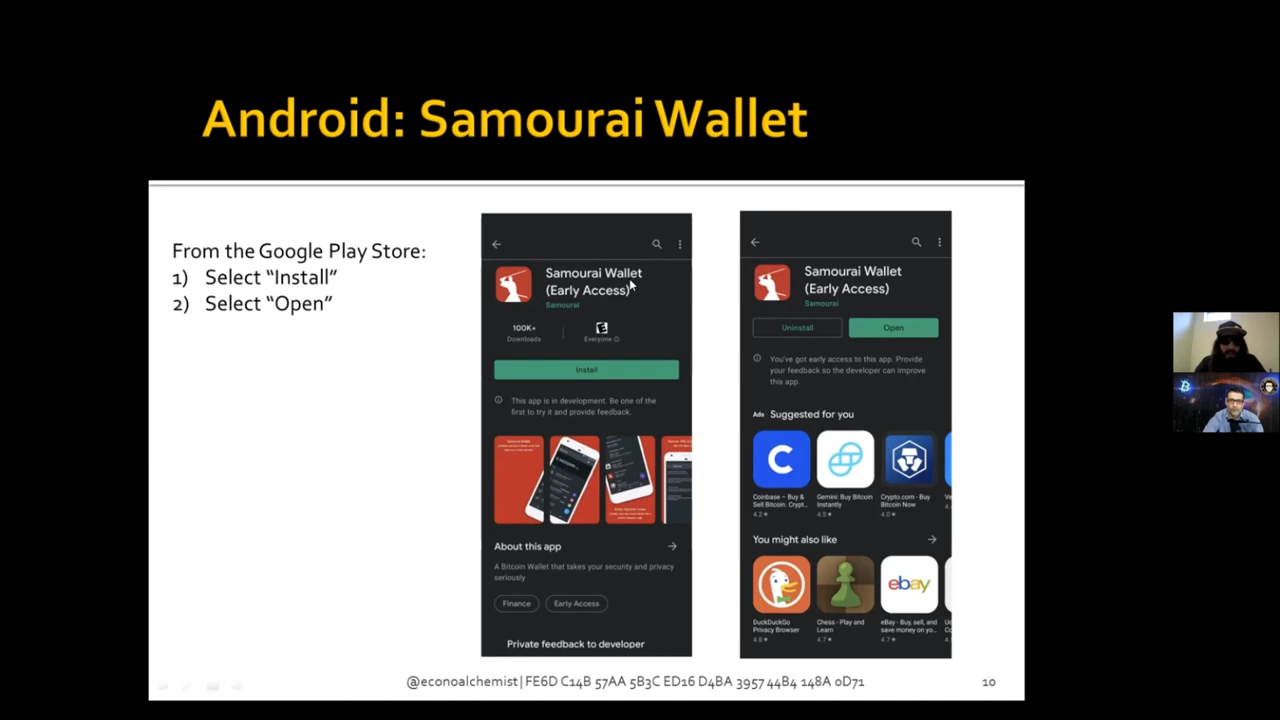 Android: Samourai Wallet
From the Google Play Store:
1) Select “Install”
2) Select “Open”
Samourai Wallet
(Early Access)
Samourai
100K+
Downloads
E
Everyone
Install
This app is in development. Be one of the
first to try it and provide feedback.
About this app
A Bitcoin Wallet that takes your security and privacy
seriously
Finance
Early Access
Private feedback to developer
Samourai Wallet
(Early Access)
Samourai
Uninstall
Open
You've got early access to this app. Provide
your feedback so the developer can improve
this app.
Ads Suggested for you
Coinbase – Buy &
Sell Bitcoin. Crypt...
4.2★
Gemini: Buy Bitcoin
Instantly
4.5★
Crypto.com - Buy
Bitcoin Now
4.0★
You might also like
ebay
DuckDuckGo
Privacy Browser
4.8★
Chess - Play and
Learn
4.7★
eBay - Buy, sell, and
save money on yo...
4.7★
@econoalchemist| FE6D C14B 57AA 5B3C ED16 D4BA 3957 44B4 148A 0D71
10